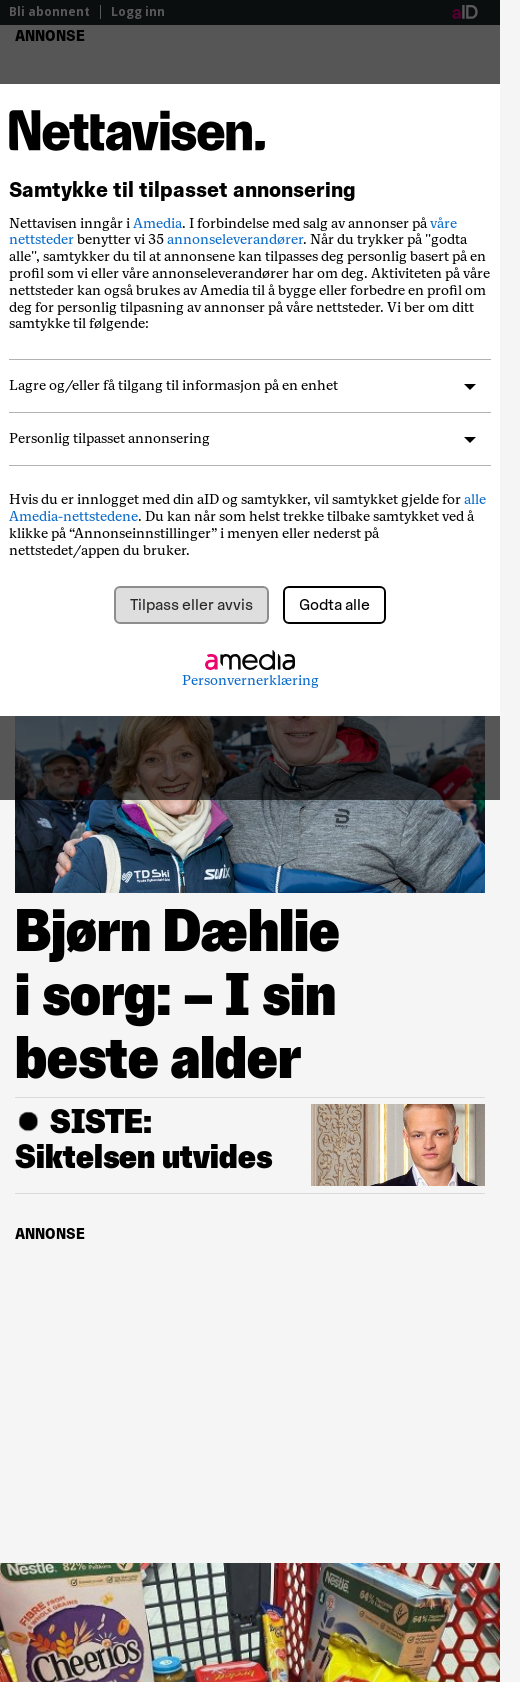 Bli abonnent | Logg inn
aID
ANNONSE
Nettavisen.
Samtykke til tilpasset annonsering
Nettavisen inngår i Amedia. I forbindelse med salg av annonser på våre
nettsteder benytter vi 35 annonseleverandører. Når du trykker på "godta
alle", samtykker du til at annonsene kan tilpasses deg personlig basert på en
profil som vi eller våre annonseleverandører har om deg. Aktiviteten på våre
nettsteder kan også brukes av Amedia til å bygge eller forbedre en profil om
deg for personlig tilpasning av annonser på våre nettsteder. Vi ber om ditt
samtykke til følgende:
Lagre og/eller få tilgang til informasjon på en enhet
Personlig tilpasset annonsering
Hvis du er innlogget med din aID og samtykker, vil samtykket gjelde for alle
Amedia-nettstedene. Du kan når som helst trekke tilbake samtykket ved å
klikke på “Annonseinnstillinger” i menyen eller nederst på
nettstedet/appen du bruker.
Tilpass eller avvis
Godta alle
amedia
Personvernerklæring
TD Ski
SWIX
Bjørn Dæhlie
i sorg: – I sin
beste alder
SISTE:
Siktelsen utvides
ANNONSE
Nestlé
82%
FIBRE FROM
WHOLE GRAINS
Cheerios
Nestlé
64%